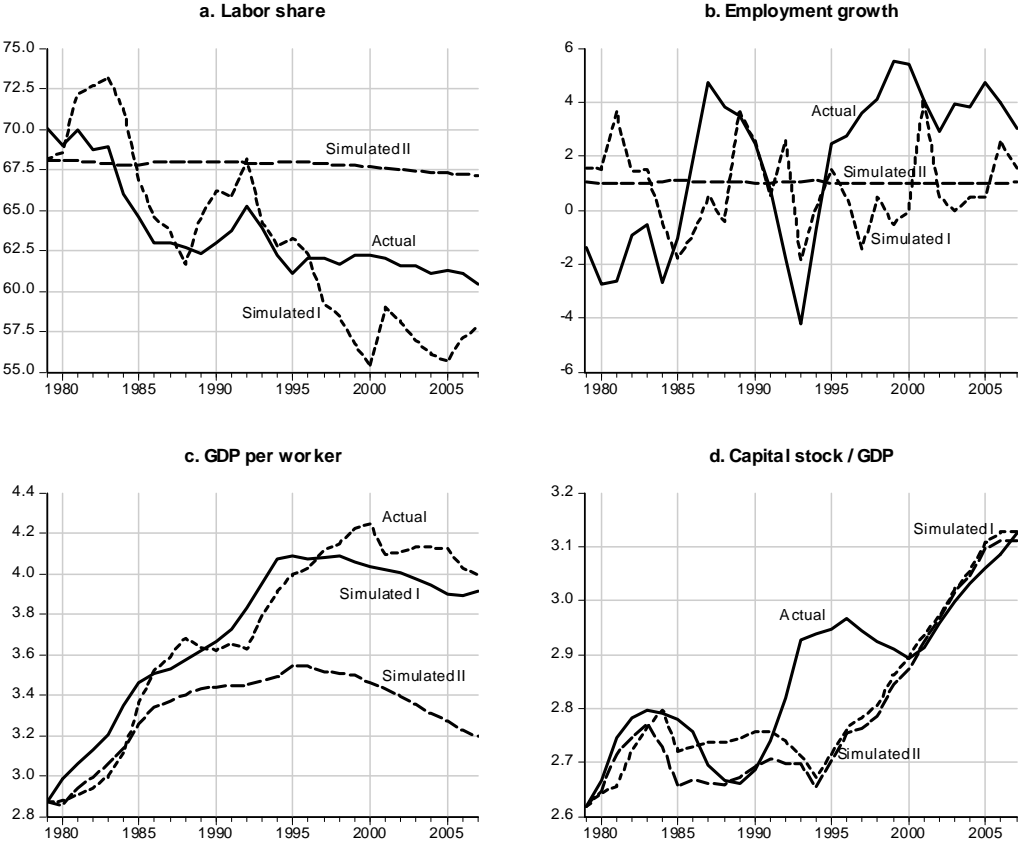 a. Labor share
75.0
72.5
70.0
67.5
65.0
62.5
60.0
57.5
55.0
Simulated II
Actual
Simulated I
1980 1985 1990 1995 2000 2005
b. Employment growth
6
4
2
0
-2
-4
-6
Actual
Simulated II
Simulated I
1980 1985 1990 1995 2000 2005
c. GDP per worker
4.4
4.2
4.0
3.8
3.6
3.4
3.2
3.0
2.8
Actual
Simulated I
Simulated II
1980 1985 1990 1995 2000 2005
d. Capital stock / GDP
3.2
3.1
3.0
2.9
2.8
2.7
2.6
Simulated I
Actual
Simulated II
1980 1985 1990 1995 2000 2005